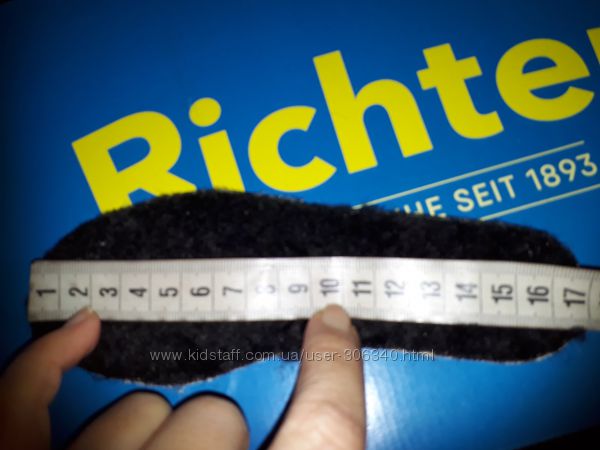 Richte
HE SEIT 1893
1 2 3 4 5 6 7 8 9 10 11 12 13 14 15 16 17
www.kidstaff.com.ua/user-306340.html